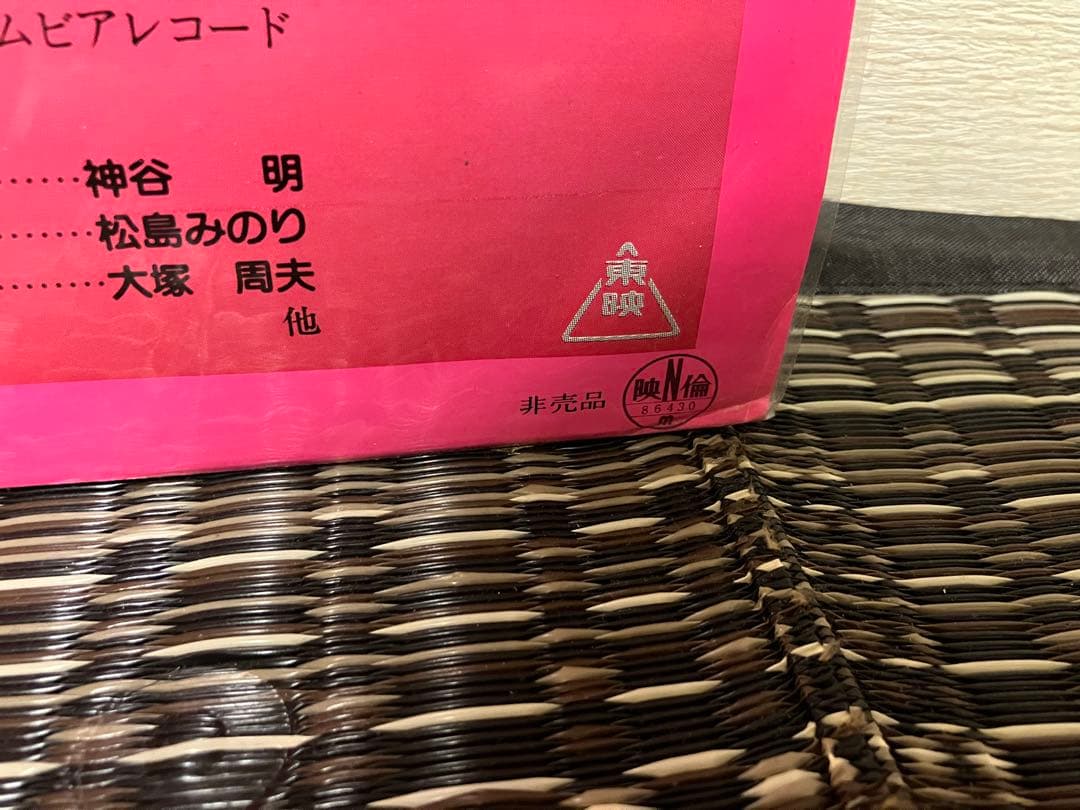 ムビアレコード
……神谷　明
……松島みのり
………大塚　周夫
他
東
映
非売品
映N倫
86430
m